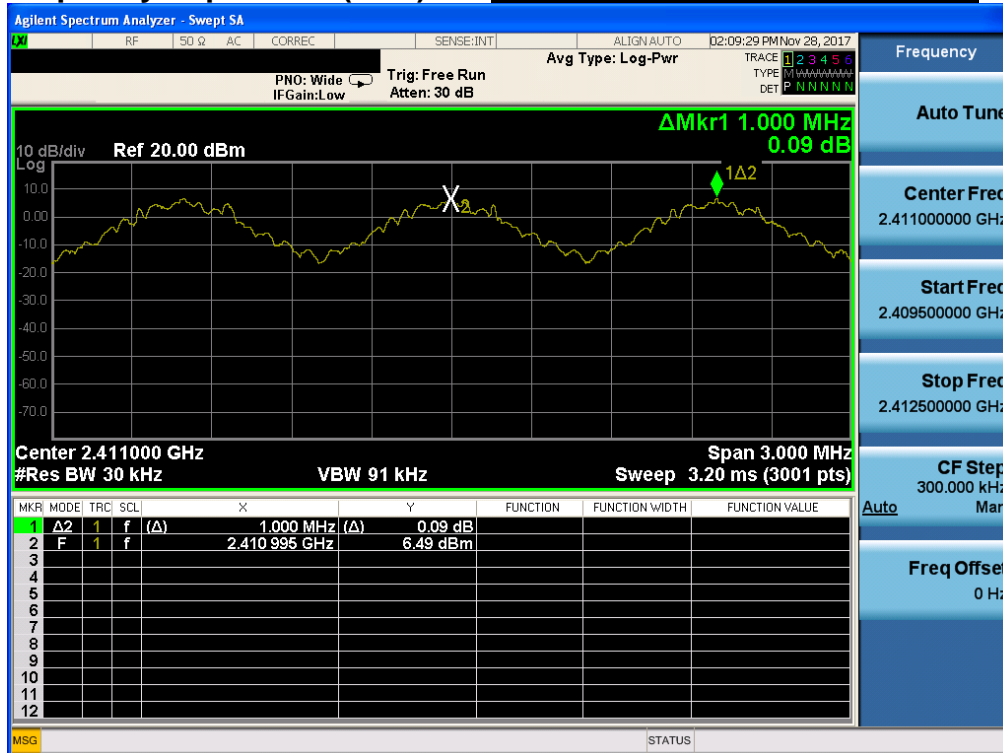 Agilent Spectrum Analyzer - Swept SA
LXI RF 50 Ω AC CORREC SENSE:INT ALIGN AUTO 02:09:29 PM Nov 28, 2017
PNO: Wide
IFGain:Low
Trig: Free Run
Atten: 30 dB
Avg Type: Log-Pwr
TRACE 1 2 3 4 5 6
TYPE M WWWWW
DET P N N N N N
ΔMkr1 1.000 MHz
0.09 dB
10 dB/div Ref 20.00 dBm
Log
10.0
0.00
-10.0
-20.0
-30.0
-40.0
-50.0
-60.0
-70.0
X2
1Δ2
Center 2.411000 GHz
Span 3.000 MHz
#Res BW 30 kHz
VBW 91 kHz
Sweep 3.20 ms (3001 pts)
MKR MODE TRC SCL X Y FUNCTION FUNCTION WIDTH FUNCTION VALUE
1 Δ2 1 f (Δ) 1.000 MHz (Δ) 0.09 dB
2 F 1 f 2.410 995 GHz 6.49 dBm
3
4
5
6
7
8
9
10
11
12
MSG STATUS
Frequency
Auto Tune
Center Freq
2.411000000 GHz
Start Freq
2.409500000 GHz
Stop Freq
2.412500000 GHz
CF Step
300.000 kHz
Auto Man
Freq Offset
0 Hz